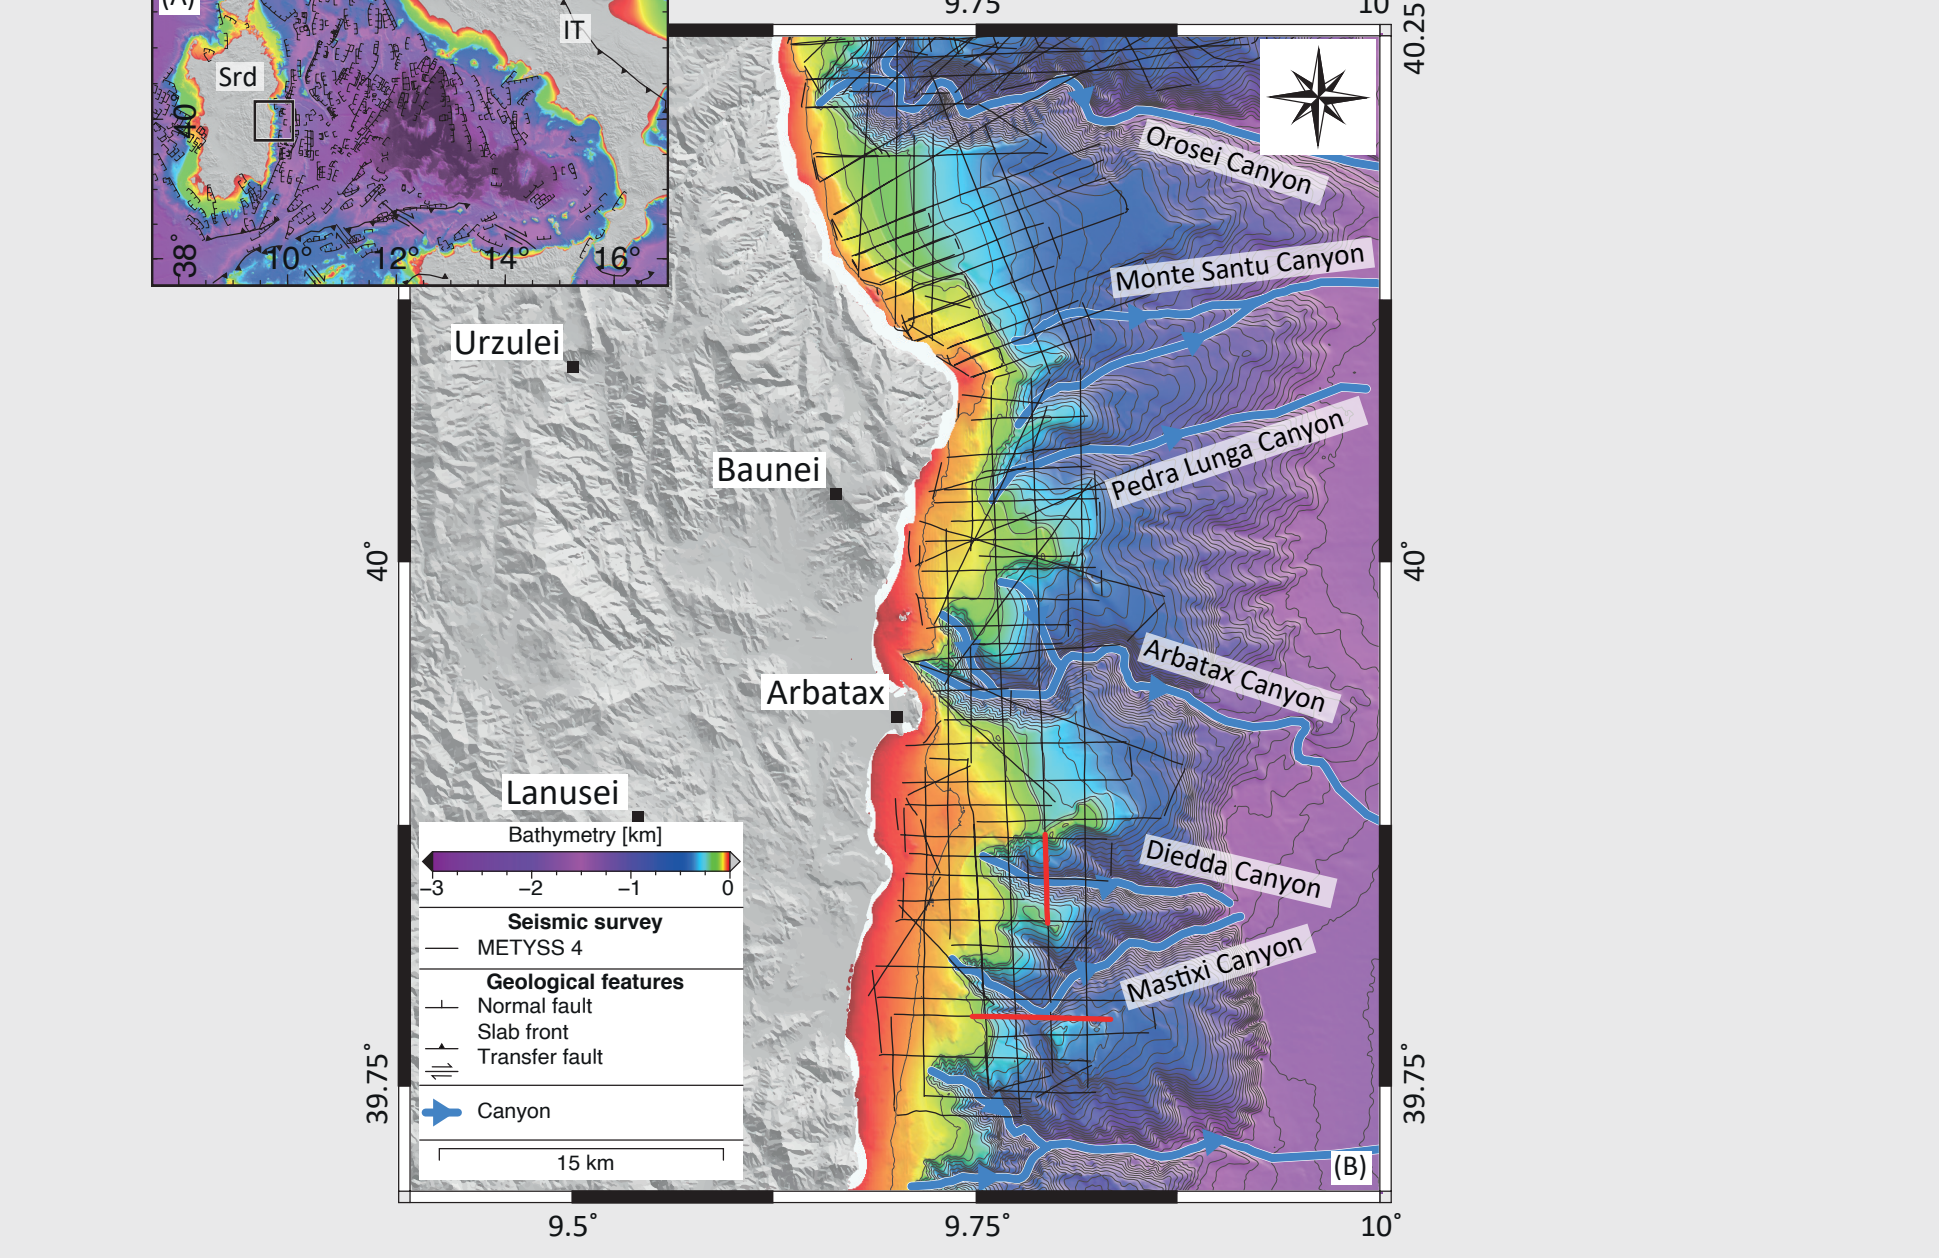 (A)
IT
Srd
40
38°
10°
12°
14°
16°
9.75
10
40.25
Orosei Canyon
Monte Santu Canyon
Urzulei
Pedra Lunga Canyon
Baunei
40°
40°
Arbatax Canyon
Arbatax
Lanusei
Bathymetry [km]
−3
−2
−1
0
Diedda Canyon
Seismic survey
METYSS 4
Mastixi Canyon
Geological features
Normal fault
Slab front
Transfer fault
39.75°
39.75°
Canyon
15 km
(B)
9.5°
9.75°
10°